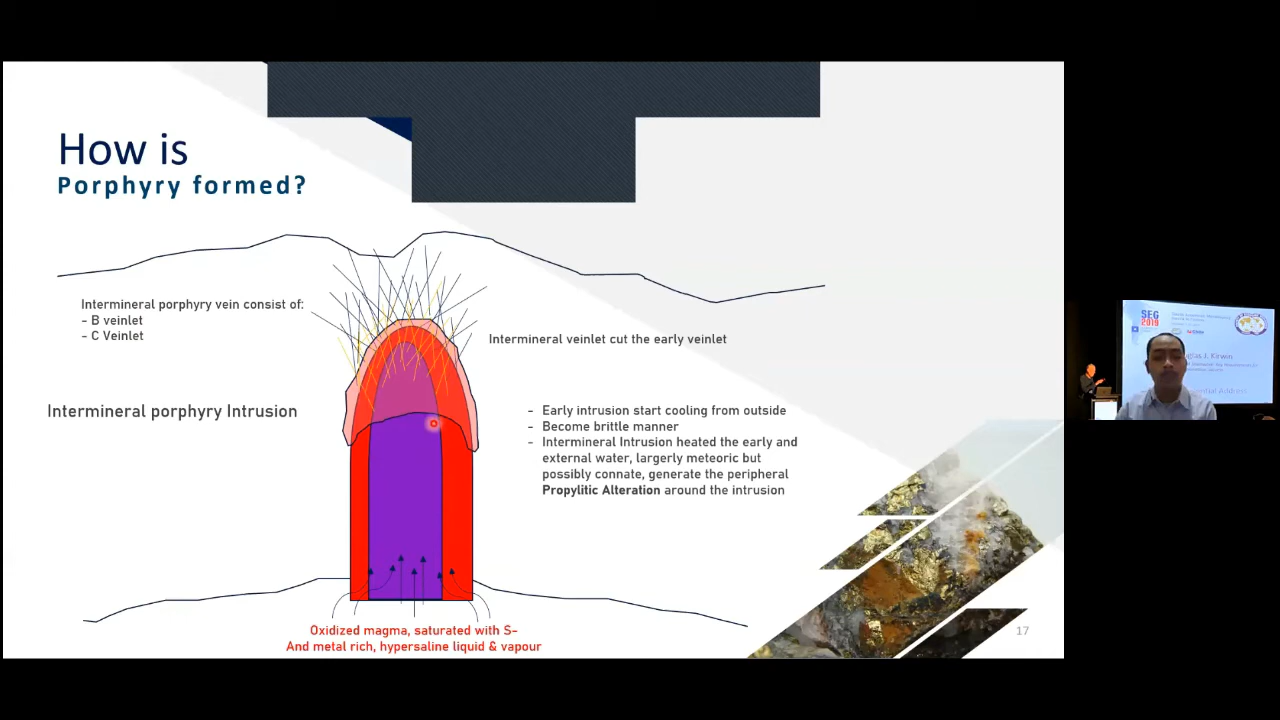 How is
Porphyry formed?
Intermineral porphyry vein consist of:
- B veinlet
- C Veinlet
Intermineral veinlet cut the early veinlet
Intermineral porphyry Intrusion
- Early intrusion start cooling from outside
- Become brittle manner
- Intermineral Intrusion heated the early and
external water, largerly meteoric but
possibly connate, generate the peripheral
Propylitic Alteration around the intrusion
Oxidized magma, saturated with S-
And metal rich, hypersaline liquid & vapour
17
SEG
2019
J. Kirwin